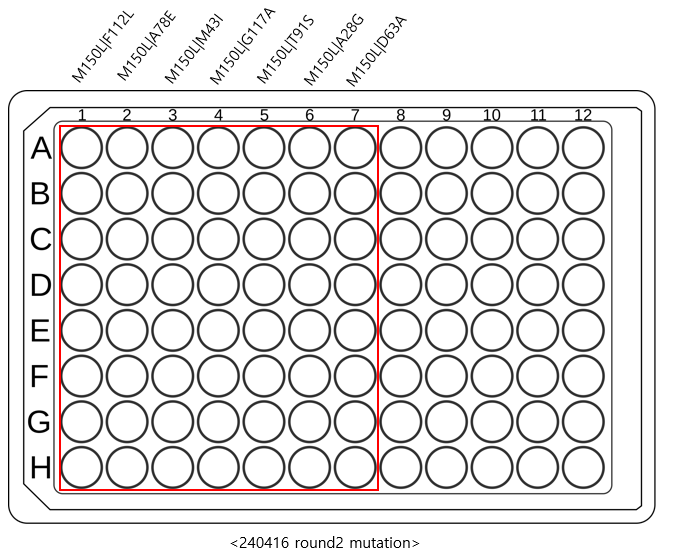 M150L|F112L M150L|A78E M150L|M43I M150L|G117A M150L|T91S M150L|A28G M150L|D63A
1 2 3 4 5 6 7 8 9 10 11 12
A
B
C
D
E
F
G
H
<240416 round2 mutation>